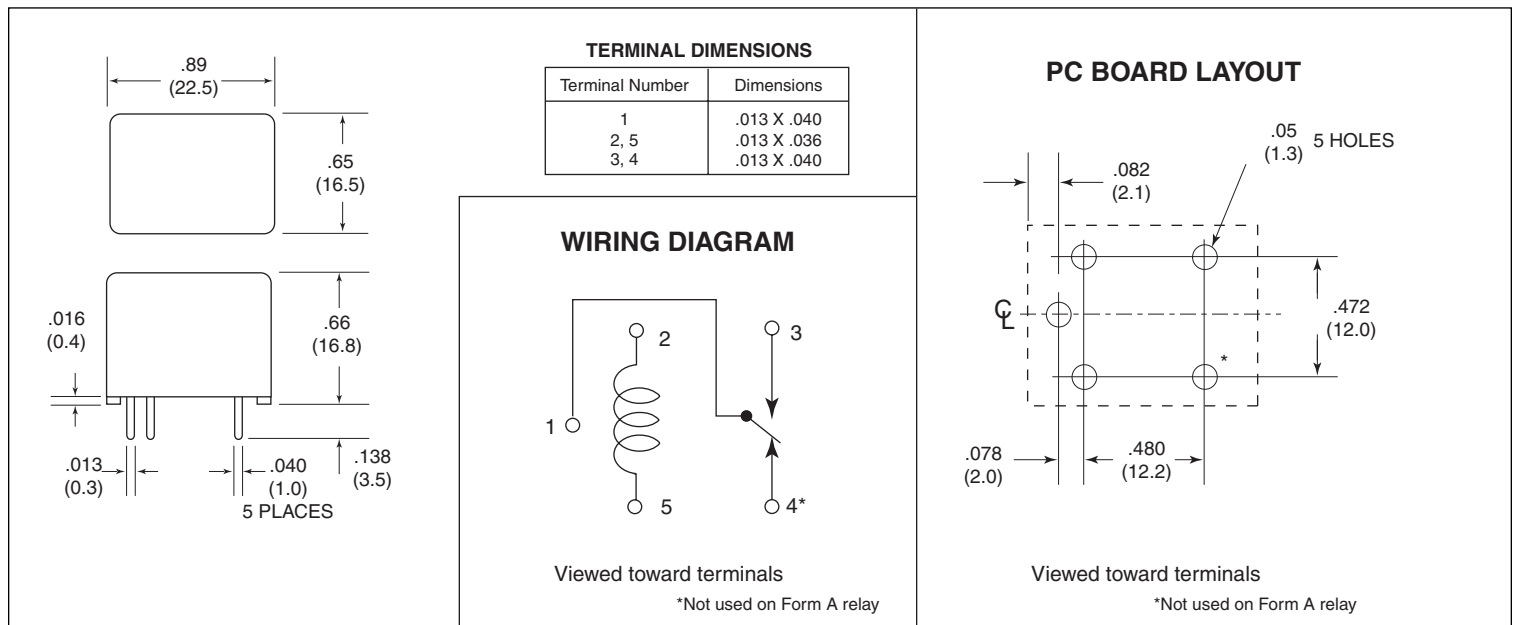 .89
(22.5)
.65
(16.5)
.016
(0.4)
.66
(16.8)
.013
(0.3)
.040
(1.0)
5 PLACES
.138
(3.5)
TERMINAL DIMENSIONS
Terminal Number Dimensions
1 .013 X .040
2, 5 .013 X .036
3, 4 .013 X .040
WIRING DIAGRAM
1
2
3
5
4*
Viewed toward terminals
*Not used on Form A relay
PC BOARD LAYOUT
.05
(1.3) 5 HOLES
.082
(2.1)
℄
*
.472
(12.0)
.078
(2.0)
.480
(12.2)
Viewed toward terminals
*Not used on Form A relay